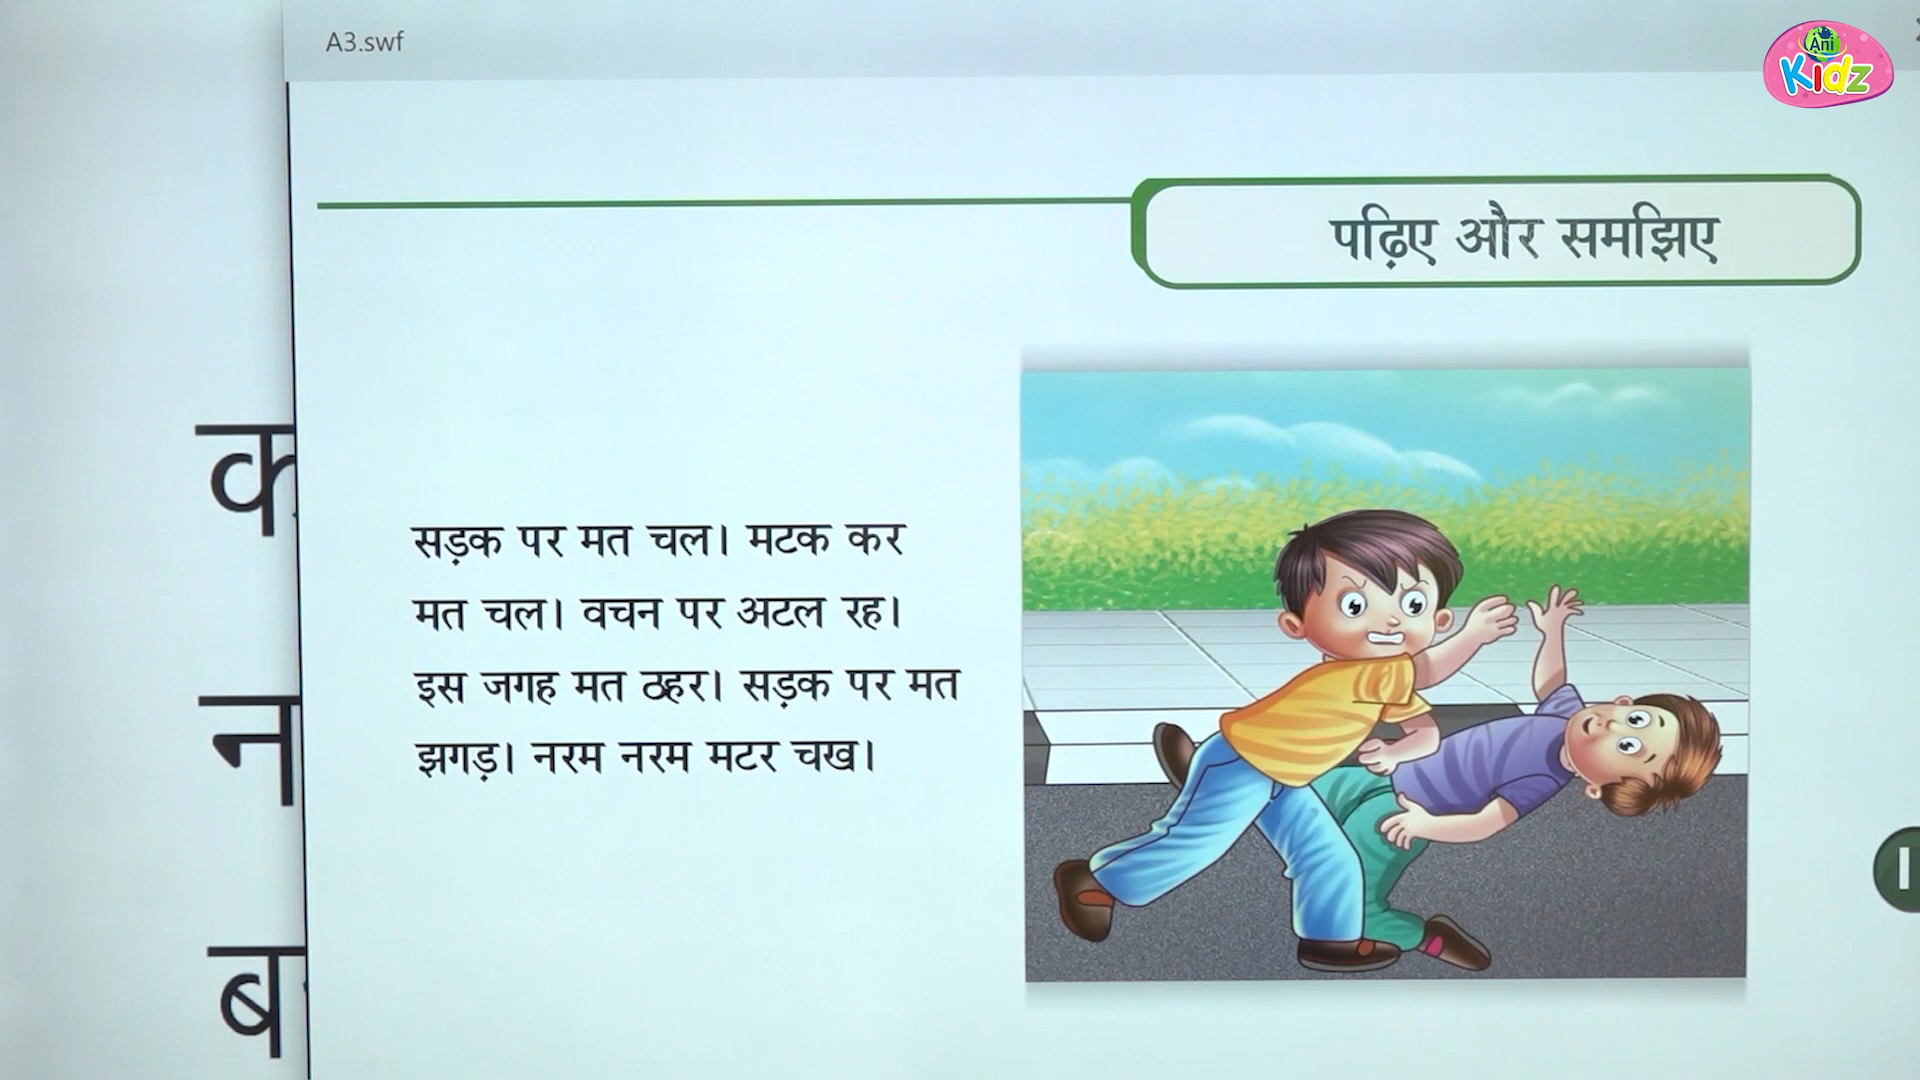 A3.swf
Ani
Kidz
पढ़िए और समझिए
सड़क पर मत चल। मटक कर
मत चल। वचन पर अटल रह।
इस जगह मत ठहर। सड़क पर मत
झगड़। नरम नरम मटर चख।
क
न
ब